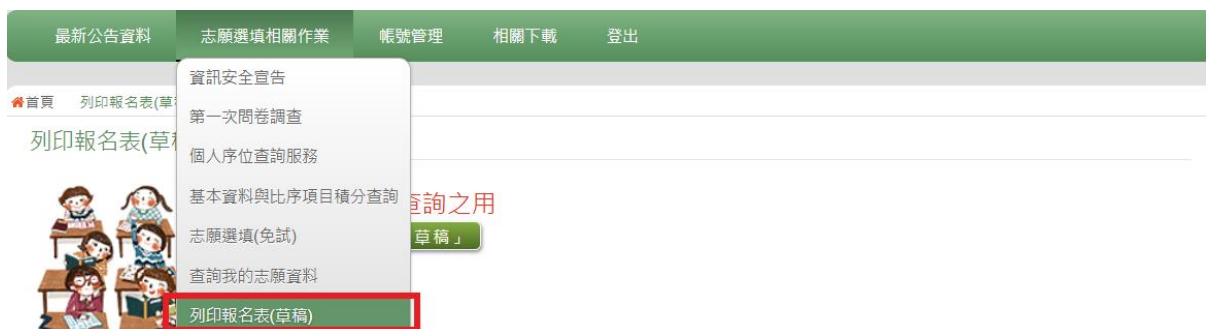 最新公告資料 志願選填相關作業 帳號管理 相關下載 登出
資訊安全宣告
首頁 列印報名表(草
第一次問卷調查
列印報名表(草
個人序位查詢服務
基本資料與比序項目積分查詢
查詢之用
志願選填(免試)
草稿」
查詢我的志願資料
列印報名表(草稿)